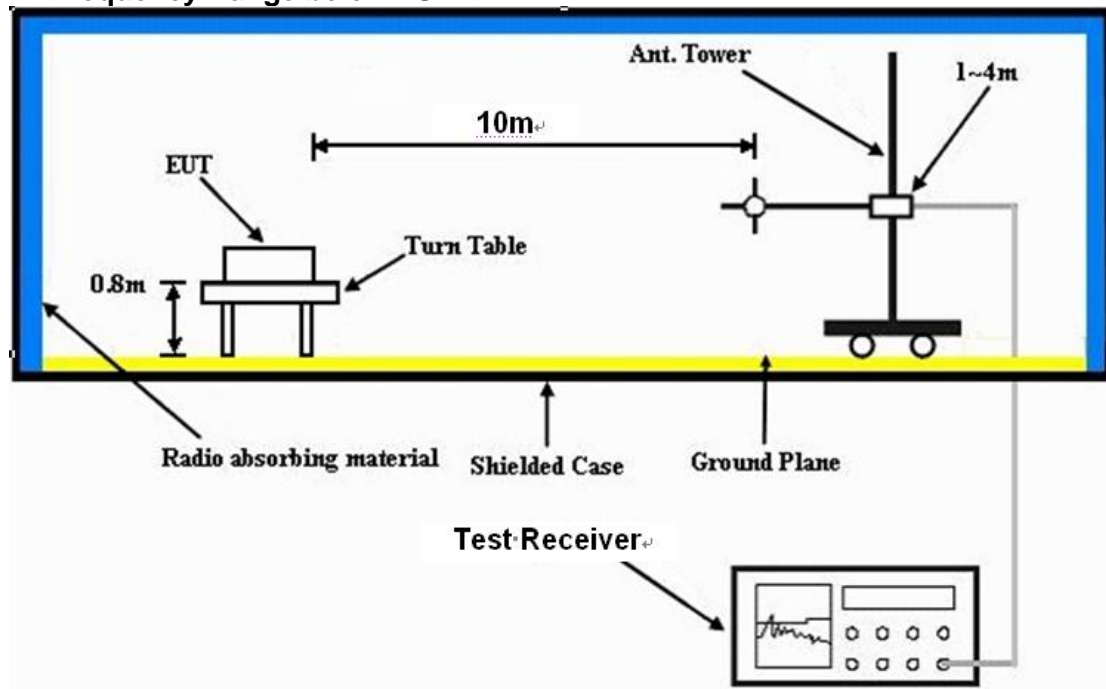 Ant. Tower
1~4m
10m
EUT
Turn Table
0.8m
Radio absorbing material
Shielded Case
Ground Plane
Test Receiver